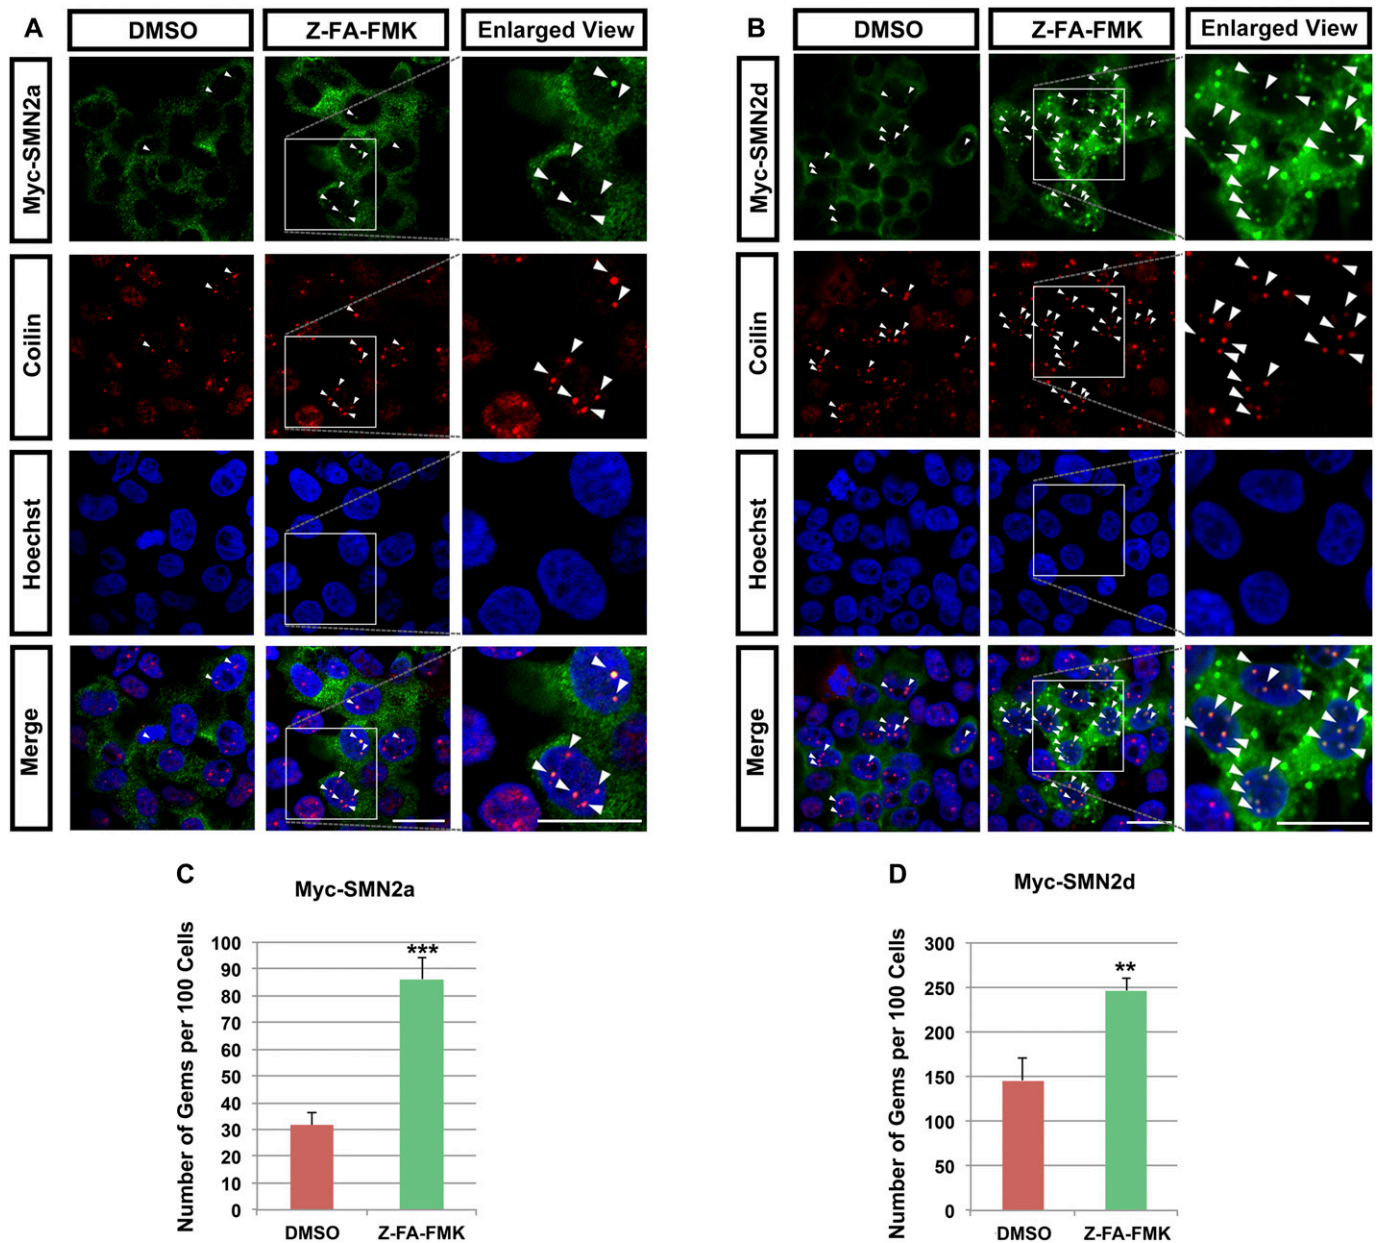 A
DMSO
Z-FA-FMK
Enlarged View
Myc-SMN2a
Coilin
Hoechst
Merge
B
DMSO
Z-FA-FMK
Enlarged View
Myc-SMN2d
Coilin
Hoechst
Merge
C
Myc-SMN2a
Number of Gems per 100 Cells
100
90
80
70
60
50
40
30
20
10
0
***
DMSO
Z-FA-FMK
D
Myc-SMN2d
Number of Gems per 100 Cells
300
250
200
150
100
50
0
**
DMSO
Z-FA-FMK